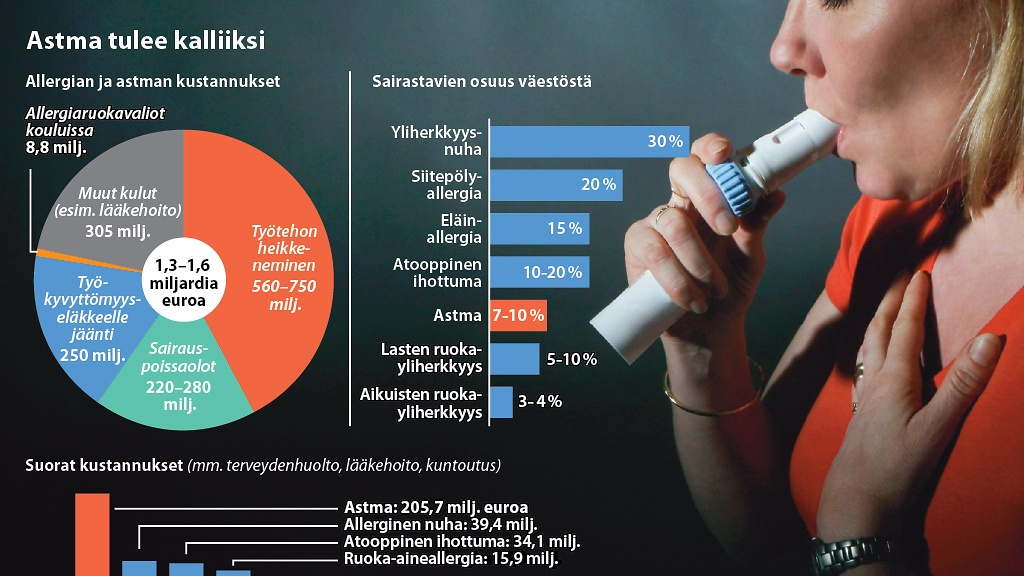 Astma tulee kalliiksi
Allergian ja astman kustannukset
Allergiaruokavaliot
kouluissa
8,8 milj.
Muut kulut
(esim. lääkehoito)
305 milj.
Työtehon
heikke-
neminen
560–750
milj.
1,3–1,6
miljardia
euroa
Työ-
kyvyttömyys-
eläkkeelle
jäänti
250 milj.
Sairaus-
poissaolot
220–280
milj.
Sairastavien osuus väestöstä
Yliherkkyys-
nuha
30 %
Siitepöly-
allergia
20 %
Eläin-
allergia
15 %
Atooppinen
ihottuma
10-20 %
Astma
7-10 %
Lasten ruoka-
yliherkkyys
5-10 %
Aikuisten ruoka-
yliherkkyys
3-4 %
Suorat kustannukset (mm. terveydenhuolto, lääkehoito, kuntoutus)
Astma: 205,7 milj. euroa
Allerginen nuha: 39,4 milj.
Atooppinen ihottuma: 34,1 milj.
Ruoka-aineallergia: 15,9 milj.